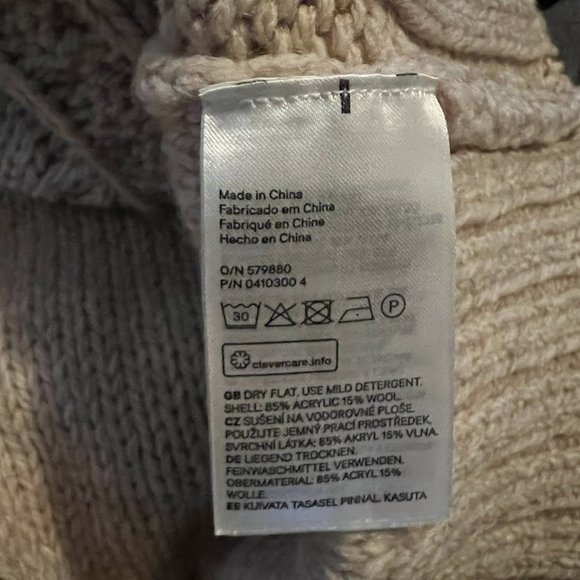 Made in China
Fabricado em China
Fabriqué en China
Hecho en China
O/N 579880
P/N 0410300 4
30 P
clevercare.info
GB DRY FLAT. USE MILD DETERGENT.
SHELL: 85% ACRYLIC 15% WOOL.
CZ SUŠENÍ NA VODOROVNÉ PLOŠE.
POUŽIJTE JEMNÝ PRACÍ PROSTŘEDEK.
SVRCHNÍ LÁTKA: 85% AKRYL 15% VLNA.
DE LIEGEND TROCKNEN.
FEINWASCHMITTEL VERWENDEN.
OBERMATERIAL: 85% ACRYL 15%
WOLLE.
EE KUIVATA TASASEL PINNAL. KASUTA